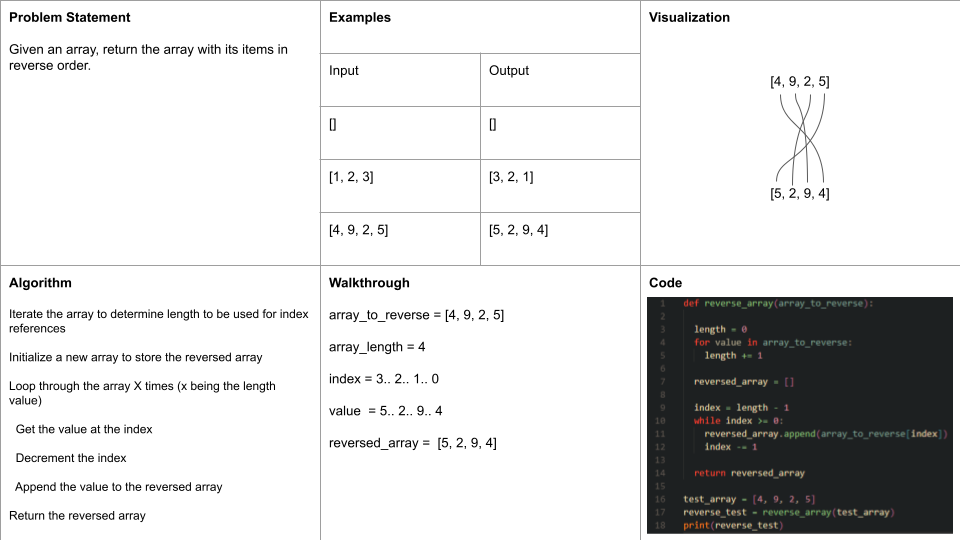 Problem Statement
Given an array, return the array with its items in
reverse order.
Examples
Input
Output
[]
[]
[1, 2, 3]
[3, 2, 1]
[4, 9, 2, 5]
[5, 2, 9, 4]
Visualization
[4, 9, 2, 5]
[5, 2, 9, 4]
Algorithm
Iterate the array to determine length to be used for index
references
Initialize a new array to store the reversed array
Loop through the array X times (x being the length
value)
Get the value at the index
Decrement the index
Append the value to the reversed array
Return the reversed array
Walkthrough
array_to_reverse = [4, 9, 2, 5]
array_length = 4
index = 3.. 2.. 1.. 0
value  = 5.. 2.. 9.. 4
reversed_array =  [5, 2, 9, 4]
Code
1 def reverse_array(array_to_reverse):
2
3   length = 0
4   for value in array_to_reverse:
5     length += 1
6
7   reversed_array = []
8
9   index = length - 1
10   while index >= 0:
11     reversed_array.append(array_to_reverse[index])
12     index -= 1
13
14   return reversed_array
15
16 test_array = [4, 9, 2, 5]
17 reverse_test = reverse_array(test_array)
18 print(reverse_test)